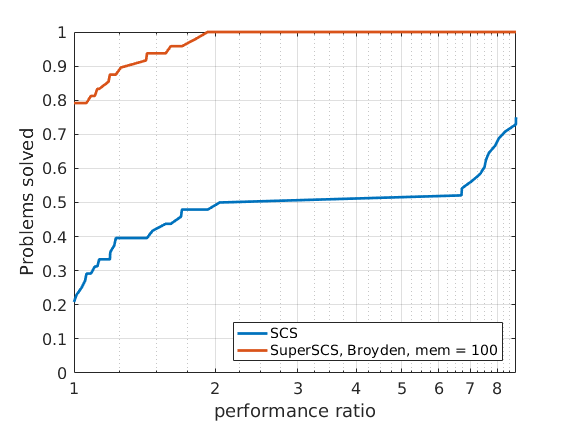 1
0.9
0.8
0.7
0.6
0.5
0.4
0.3
0.2
0.1
0
Problems solved
SCS
SuperSCS, Broyden, mem = 100
1 2 3 4 5 6 7 8
performance ratio